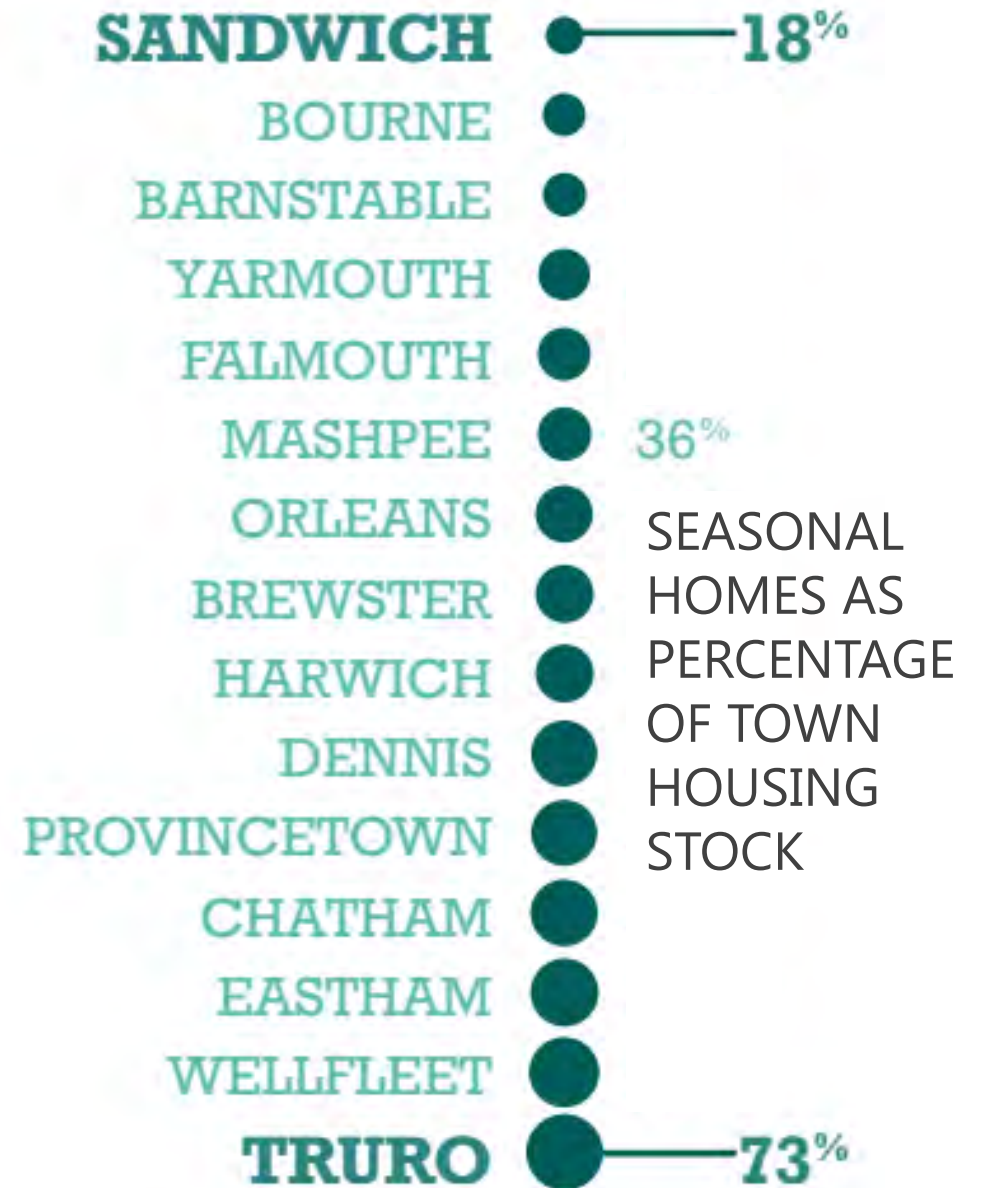 SANDWICH 18%
BOURNE
BARNSTABLE
YARMOUTH
FALMOUTH
MASHPEE 36%
ORLEANS
BREWSTER
HARWICH
DENNIS
PROVINCETOWN
CHATHAM
EASTHAM
WELLFLEET
TRURO 73%
SEASONAL
HOMES AS
PERCENTAGE
OF TOWN
HOUSING
STOCK